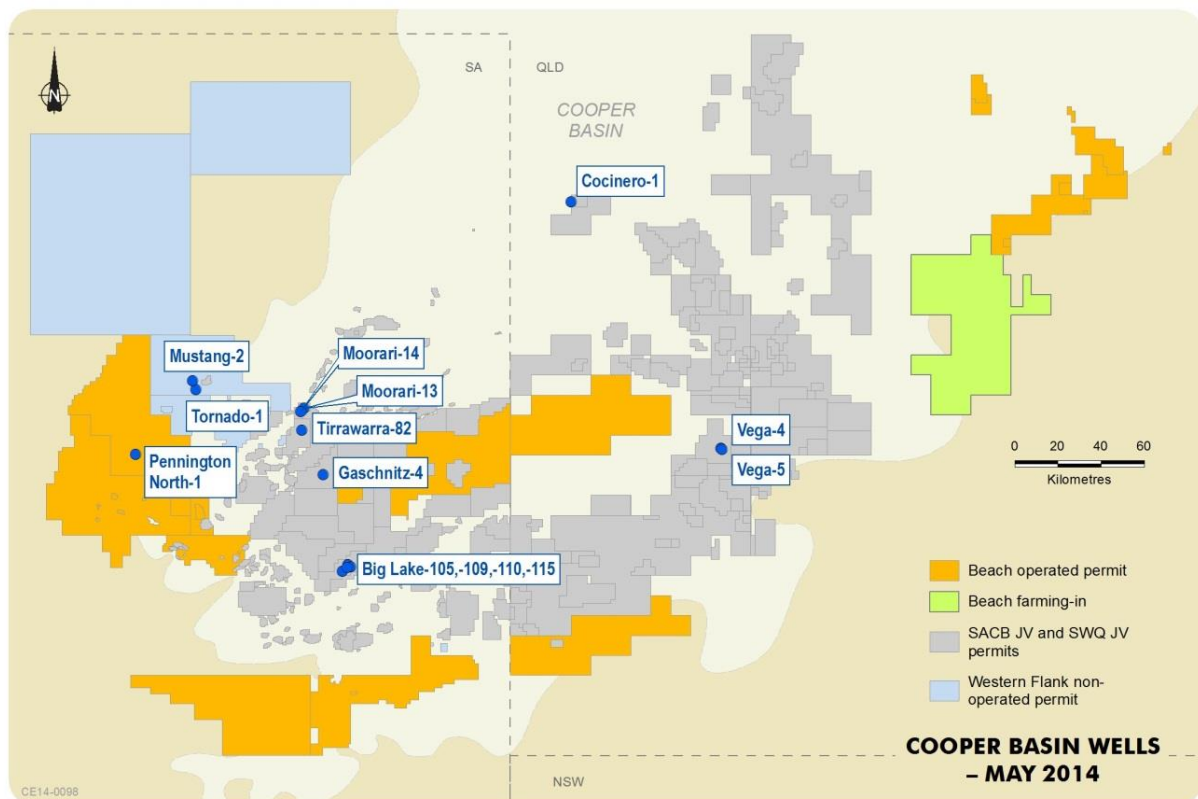 N
SA
QLD
COOPER
BASIN
Cocinero-1
Mustang-2
Moorari-14
Moorari-13
Tornado-1
Tirrawarra-82
Pennington
North-1
Gaschnitz-4
Vega-4
Vega-5
Big Lake-105,-109,-110,-115
0 20 40 60
Kilometres
Beach operated permit
Beach farming-in
SACB JV and SWQ JV
permits
Western Flank non-
operated permit
COOPER BASIN WELLS
– MAY 2014
NSW
CE14-0098